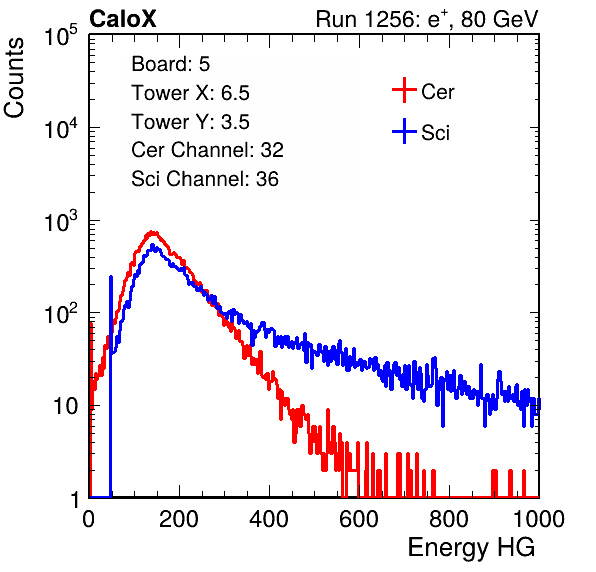 CaloX Run 1256: e⁺, 80 GeV
Counts
Board: 5
Tower X: 6.5
Tower Y: 3.5
Cer Channel: 32
Sci Channel: 36
Cer
Sci
10⁵
10⁴
10³
10²
10
1
0 200 400 600 800 1000
Energy HG